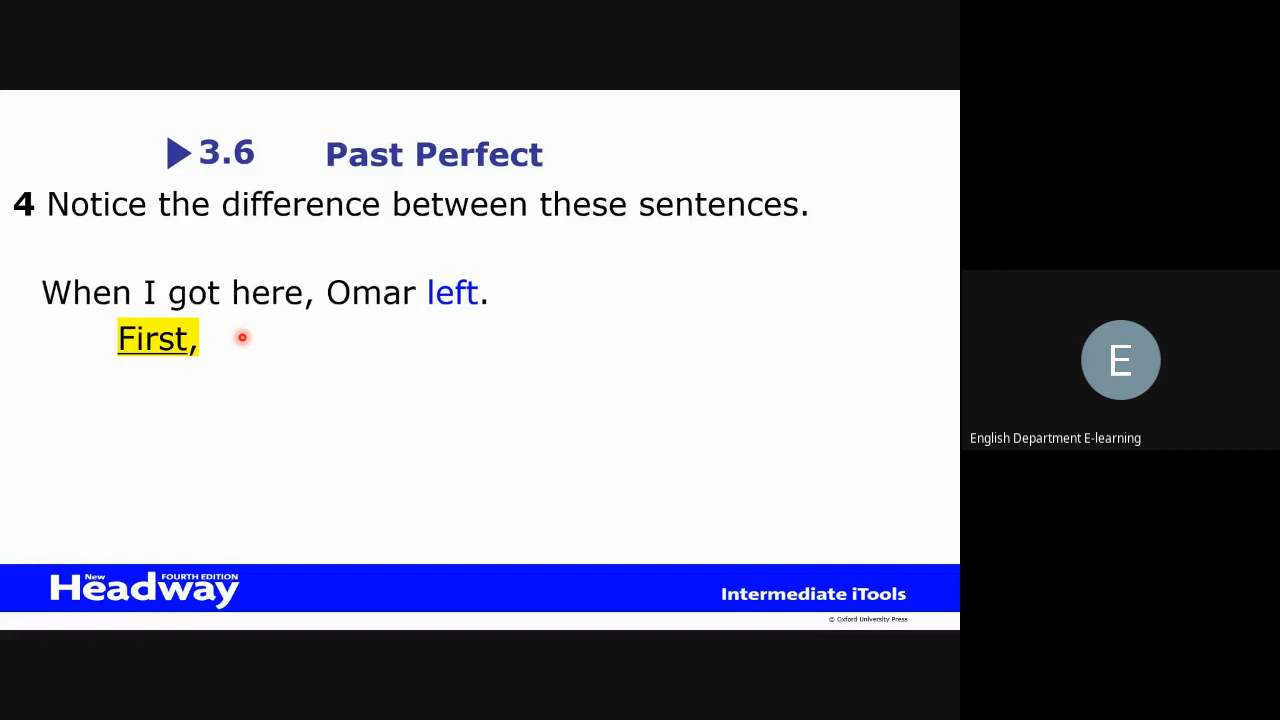 ▶3.6 Past Perfect
4 Notice the difference between these sentences.
When I got here, Omar left.
First,
E
English Department E-learning
New Headway FOURTH EDITION
Intermediate iTools
© Oxford University Press